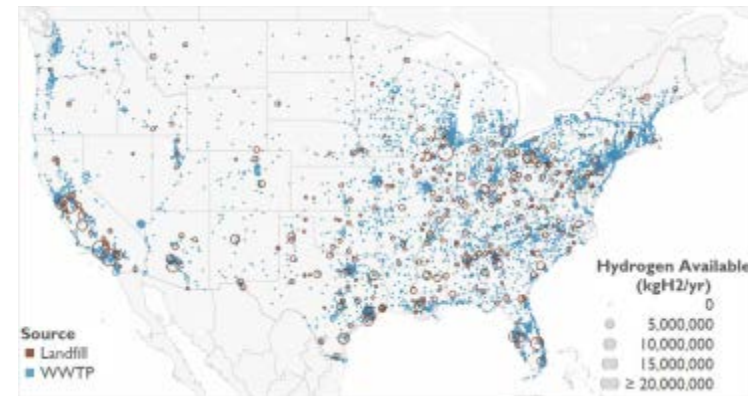 Hydrogen Available
(kgH2/yr)
0
5,000,000
10,000,000
15,000,000
≥ 20,000,000
Source
Landfill
WWTP